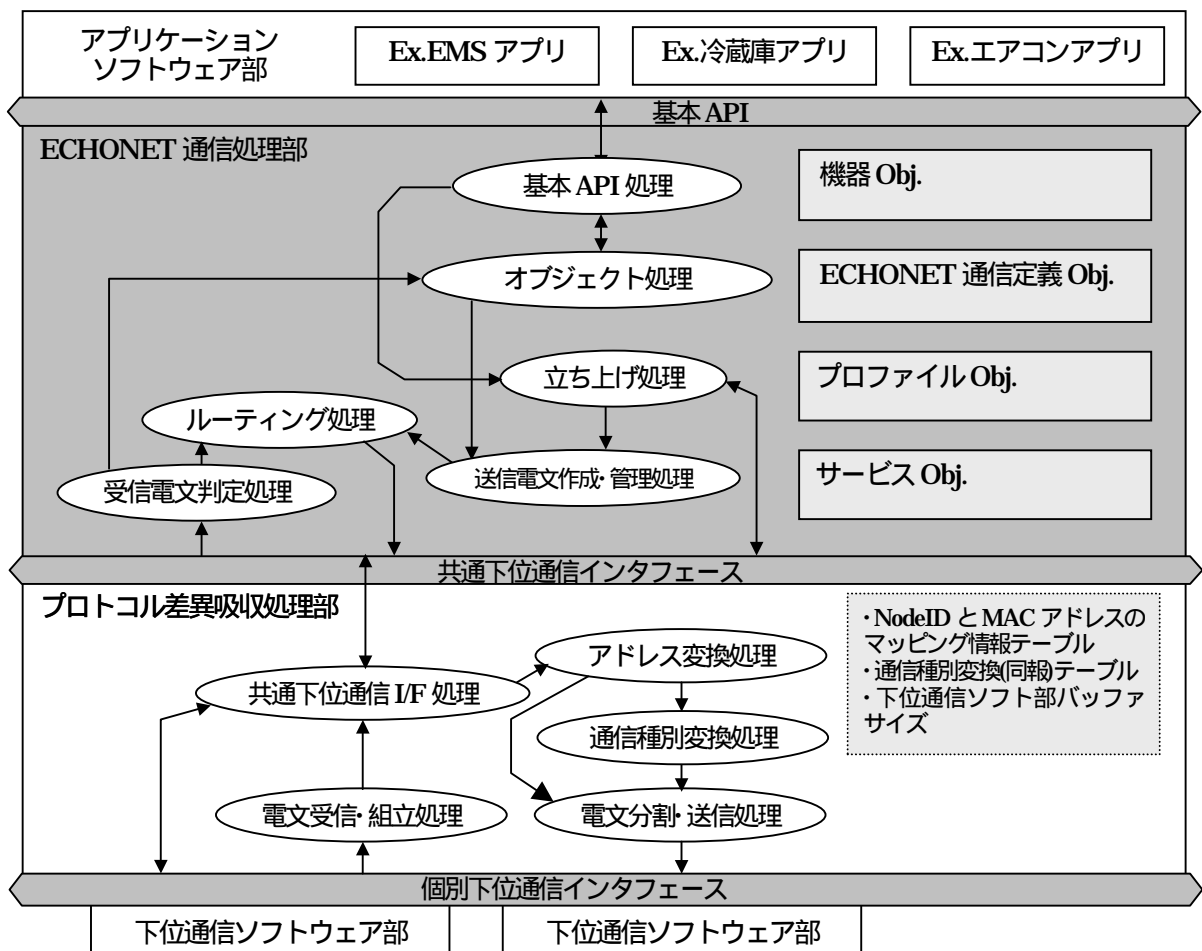 アプリケーション
ソフトウェア部
Ex.EMS アプリ
Ex.冷蔵庫アプリ
Ex.エアコンアプリ
基本 API
ECHONET 通信処理部
基本 API 処理
機器 Obj.
オブジェクト処理
ECHONET 通信定義 Obj.
立ち上げ処理
プロファイル Obj.
ルーティング処理
送信電文作成・管理処理
サービス Obj.
受信電文判定処理
共通下位通信インタフェース
プロトコル差異吸収処理部
・NodeID と MAC アドレスの
マッピング情報テーブル
・通信種別変換(同報)テーブル
・下位通信ソフト部バッファ
サイズ
アドレス変換処理
共通下位通信 I/F 処理
通信種別変換処理
電文受信・組立処理
電文分割・送信処理
個別下位通信インタフェース
下位通信ソフトウェア部
下位通信ソフトウェア部